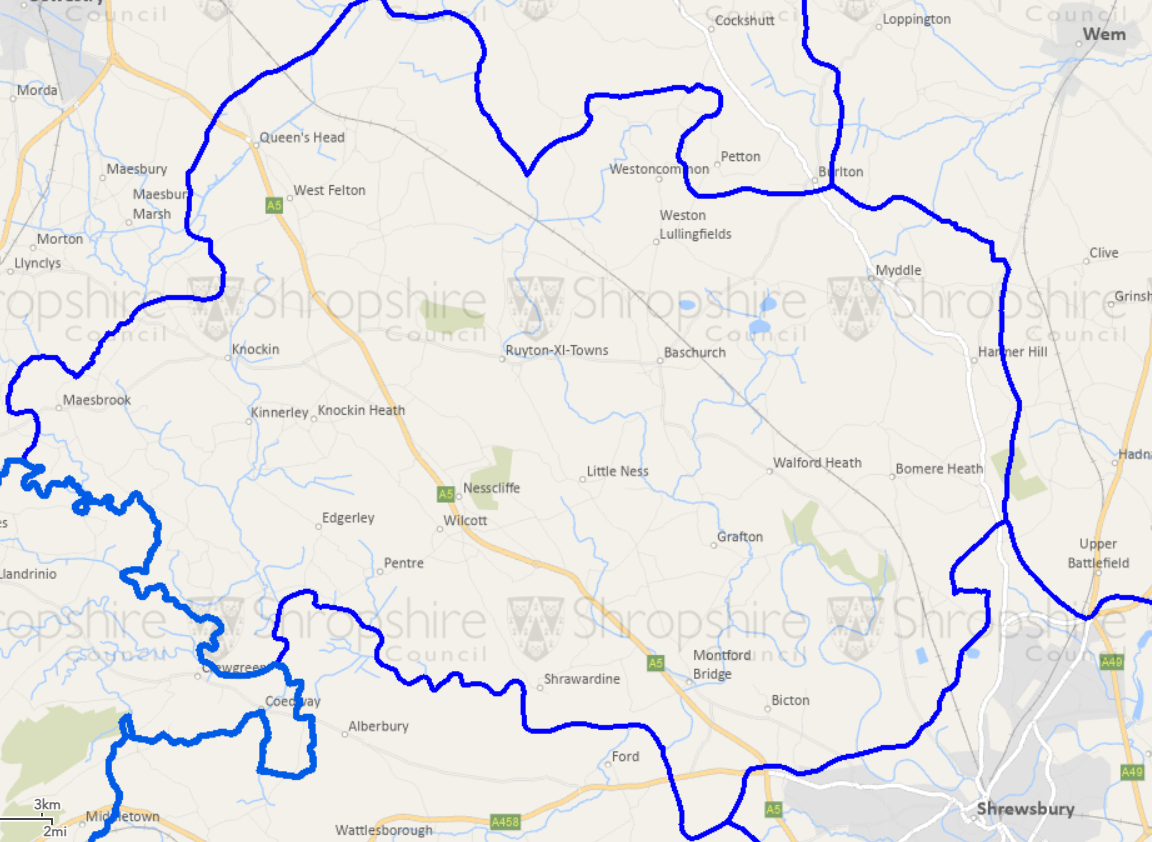 Council
Council
Council
Council
Cockshutt
Loppington
Wem
Morda
Queen's Head
Maesbury
Westoncommon
Petton
Burlton
Maesbury
Marsh
West Felton
A5
Weston
Lullingfields
Morton
Llynclys
Clive
Myddle
Shropshire
Council
Shropshire
Council
Shropshire
Council
Shropshire
Council
Grinsh
Knockin
Ruyton-XI-Towns
Baschurch
Harmer Hill
Maesbrook
Kinnerley
Knockin Heath
Little Ness
Walford Heath
Bomere Heath
Hadna
A5
Nesscliffe
Edgerley
Wilcott
Grafton
Upper
Battlefield
Pentre
Llandrinio
Shropshire
Council
Shropshire
Council
Shropshire
Council
Shropshire
Council
Crewgreen
A5
Montford
Bridge
A49
Shrawardine
Coedway
Bicton
Alberbury
Ford
A49
3km
2mi
Middletown
A458
A5
Shrewsbury
Wattlesborough